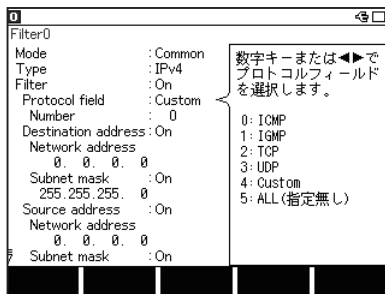 0
Filter0
Mode :Common
Type :IPv4
Filter :On
Protocol field :Custom
Number : 0
Destination address:On
Network address
0. 0. 0. 0
Subnet mask :On
255.255.255. 0
Source address :On
Network address
0. 0. 0. 0
Subnet mask :On
数字キーまたは◀▶で
プロトコルフィールド
を選択します。
0: ICMP
1: IGMP
2: TCP
3: UDP
4: Custom
5: ALL(指定無し)